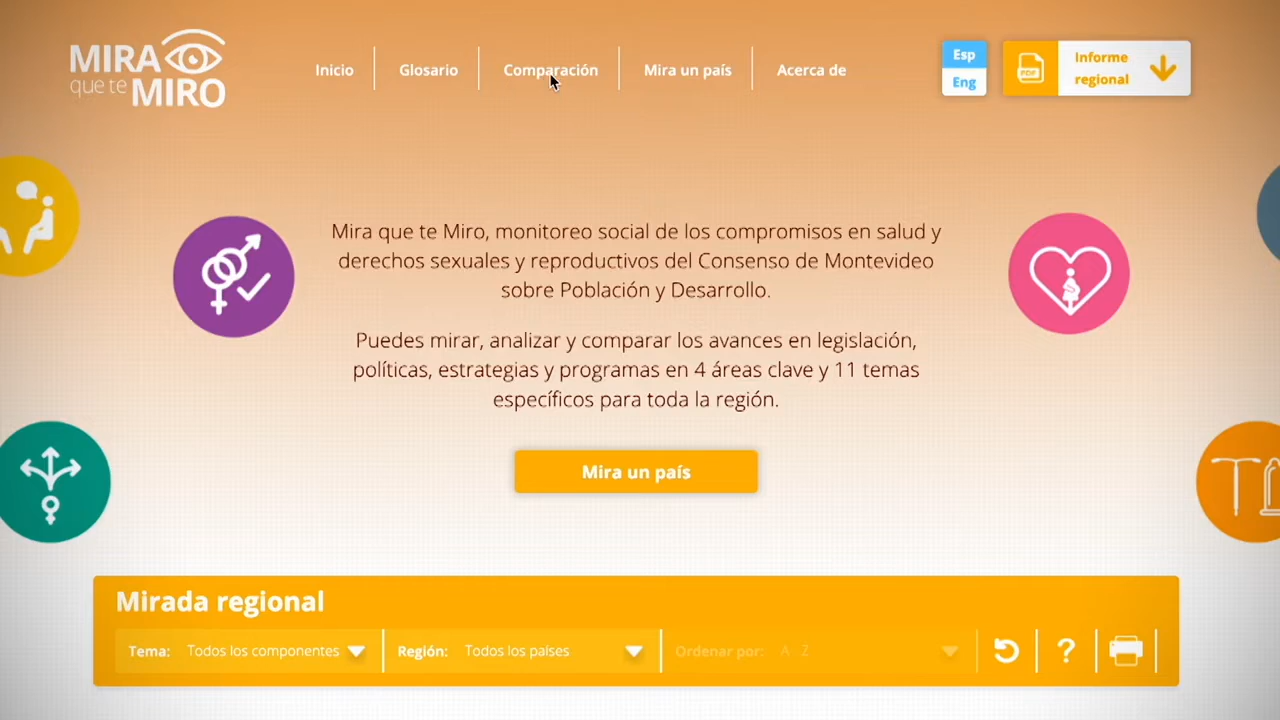 MIRA
que te MIRO
Inicio
Glosario
Comparación
Mira un país
Acerca de
Esp
Eng
PDF
Informe
regional
Mira que te Miro, monitoreo social de los compromisos en salud y
derechos sexuales y reproductivos del Consenso de Montevideo
sobre Población y Desarrollo.
Puedes mirar, analizar y comparar los avances en legislación,
políticas, estrategias y programas en 4 áreas clave y 11 temas
específicos para toda la región.
Mira un país
Mirada regional
Tema: Todos los componentes
Región: Todos los países
Ordenar por: A Z
?